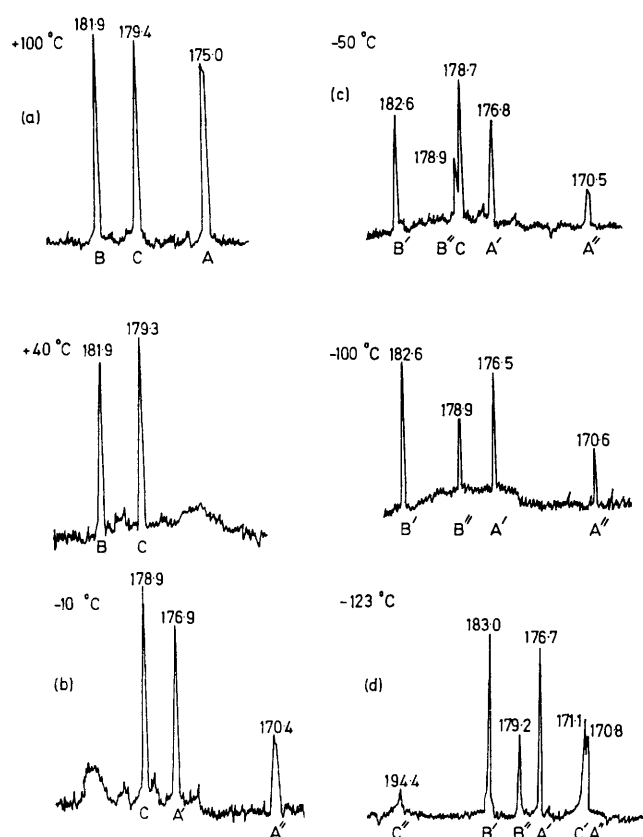 +100 °C
(a)
181·9
179·4
175·0
B C A
+40 °C
181·9
179·3
B C
-10 °C
(b)
178·9
176·9
170·4
C A′ A″
-50 °C
(c)
182·6
178·9
178·7
176·8
170·5
B′ B″ C A′ A″
-100 °C
182·6
178·9
176·5
170·6
B′ B″ A′ A″
-123 °C
(d)
194·4
183·0
179·2
176·7
171·1
170·8
C″ B′ B″ A′ C′ A″